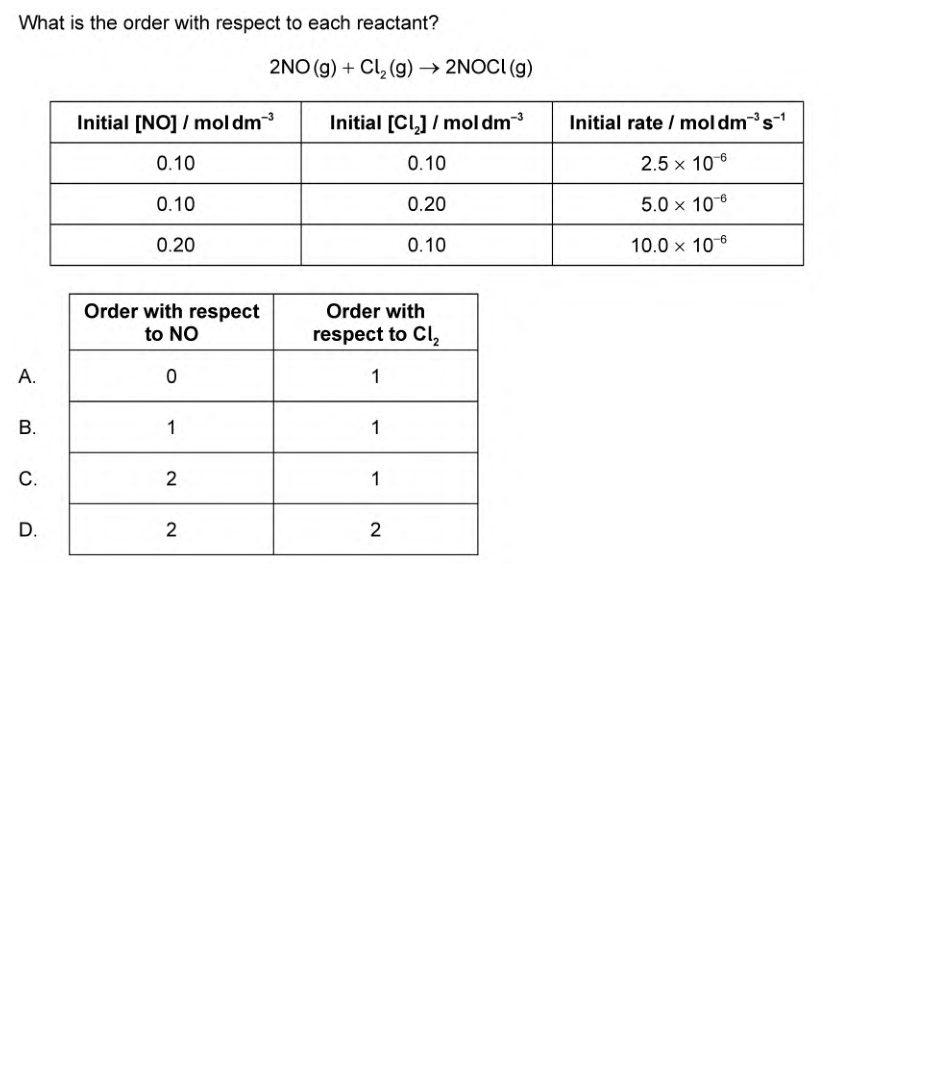 What is the order with respect to each reactant?
2NO (g) + Cl₂ (g) → 2NOCl (g)
Initial [NO] / mol dm⁻³ Initial [Cl₂] / mol dm⁻³ Initial rate / mol dm⁻³ s⁻¹
0.10 0.10 2.5 × 10⁻⁶
0.10 0.20 5.0 × 10⁻⁶
0.20 0.10 10.0 × 10⁻⁶
Order with respect to NO Order with respect to Cl₂
A. 0 1
B. 1 1
C. 2 1
D. 2 2